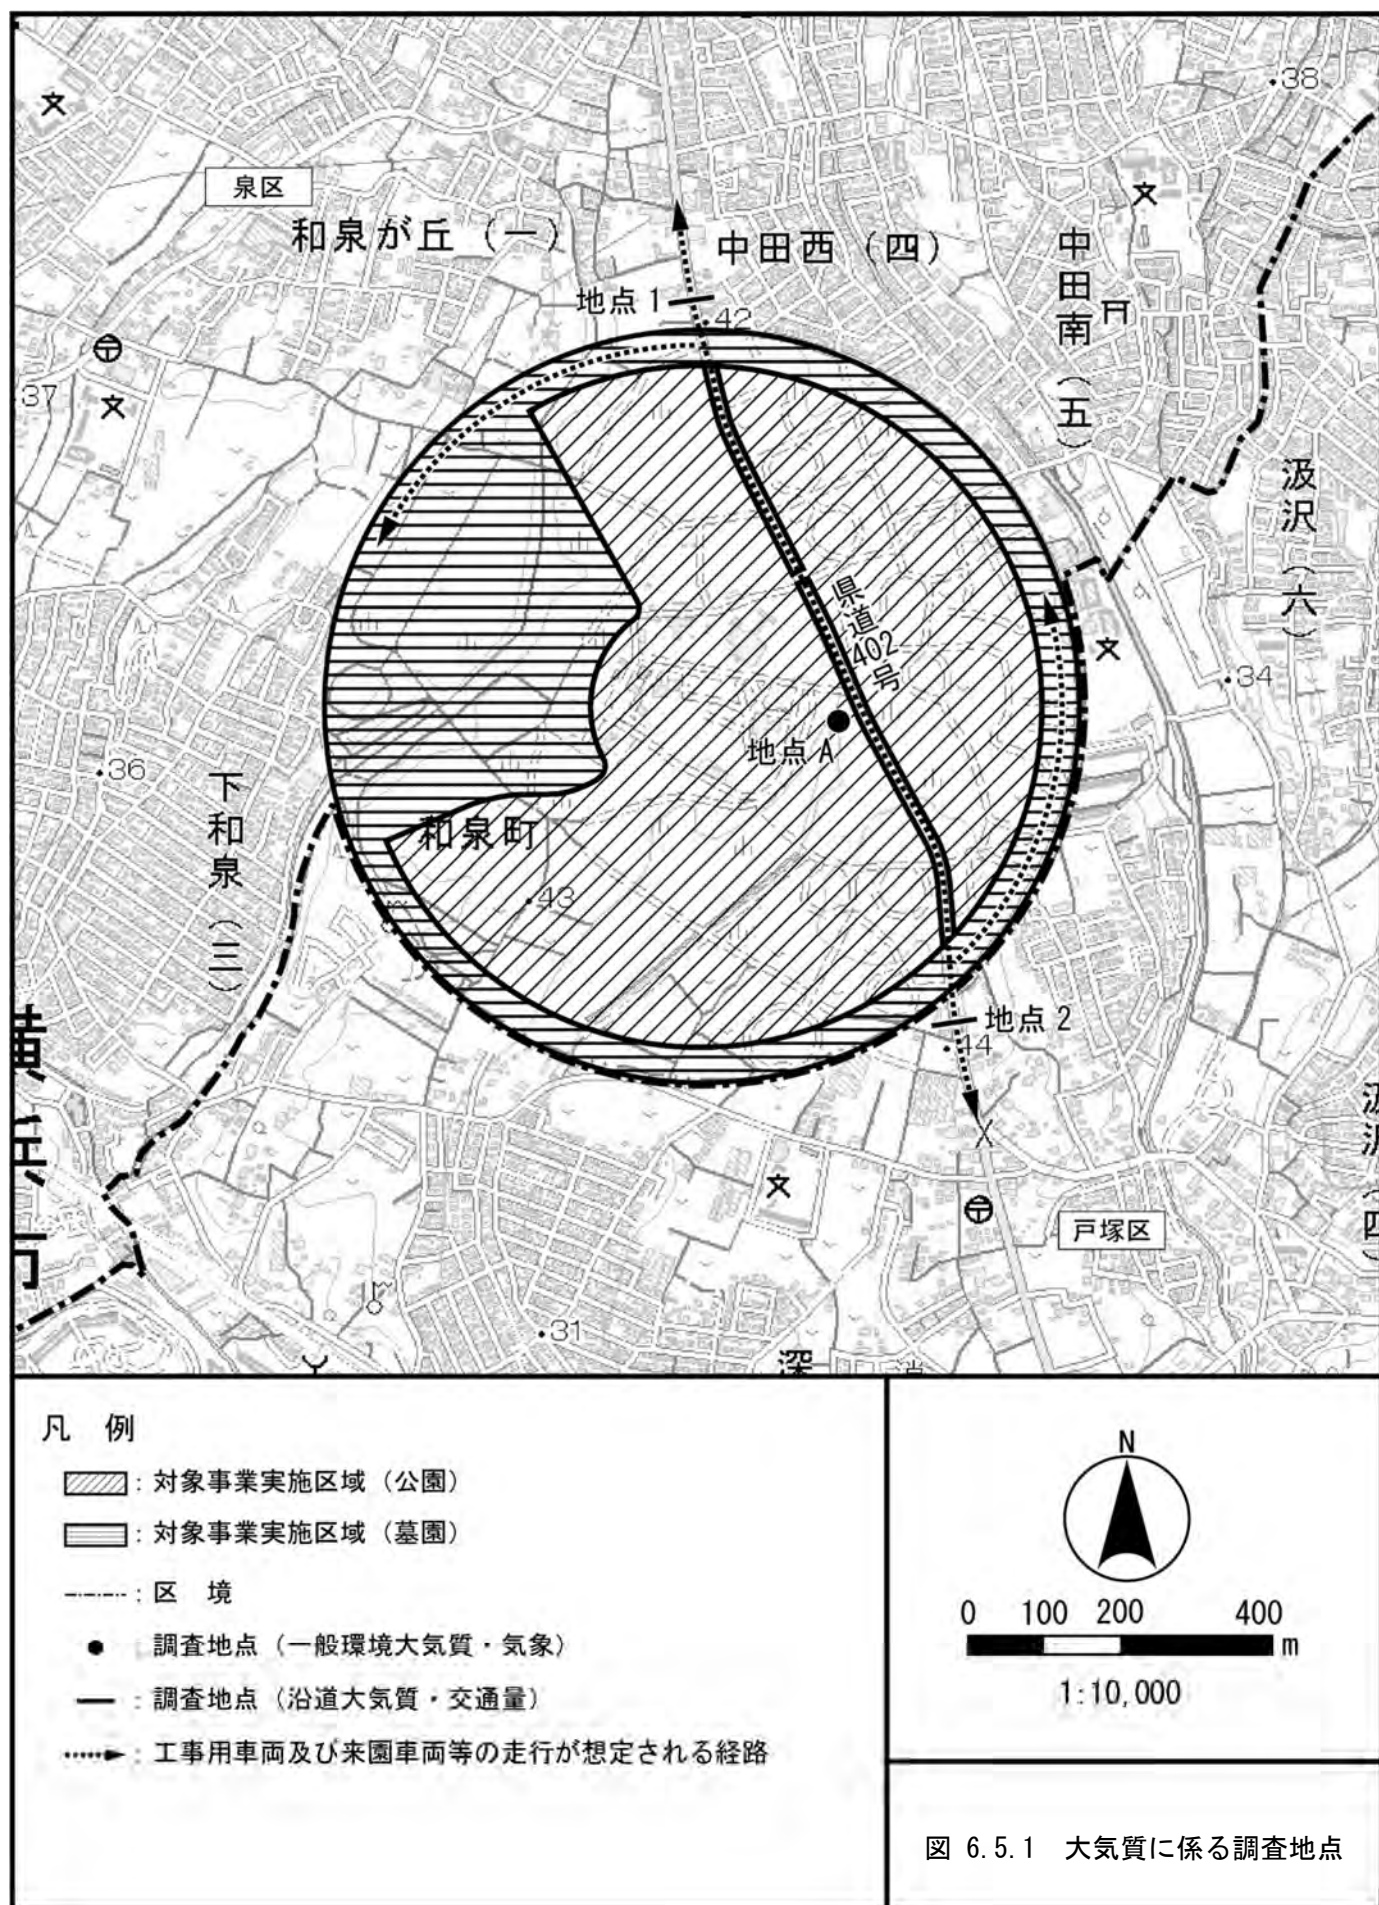 38
泉区
和泉が丘（一）
中田西（四）
中田南（五）
地点 1
42
37
汲沢（六）
県道402号
34
地点 A
36
下和泉（三）
和泉町
43
地点 2
44
横浜市
戸塚区
31
深
凡　例
：対象事業実施区域（公園）
：対象事業実施区域（墓園）
：区　境
：調査地点（一般環境大気質・気象）
：調査地点（沿道大気質・交通量）
：工事用車両及び来園車両等の走行が想定される経路
N
0 100 200 400
m
1:10,000
図 6.5.1　大気質に係る調査地点